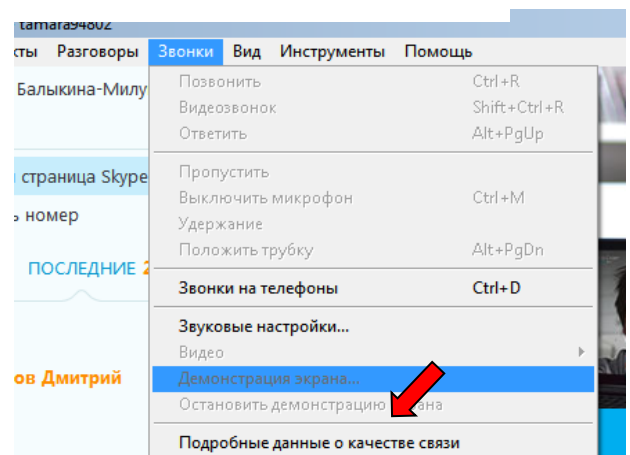 tamara94802
кты Разговоры Звонки Вид Инструменты Помощь
Балыкина-Милу
Позвонить Ctrl+R
Видеозвонок Shift+Ctrl+R
Ответить Alt+PgUp
Пропустить
страница Skype
Выключить микрофон Ctrl+M
ь номер
Удержание
Положить трубку Alt+PgDn
ПОСЛЕДНИЕ 2
Звонки на телефоны Ctrl+D
Звуковые настройки...
Видео
ов Дмитрий
Демонстрация экрана...
Остановить демонстрацию экрана
Подробные данные о качестве связи